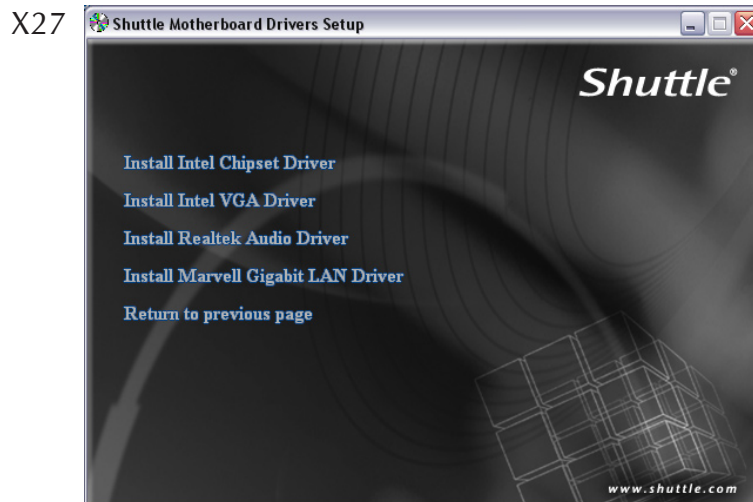 X27
Shuttle Motherboard Drivers Setup
Shuttle®
Install Intel Chipset Driver
Install Intel VGA Driver
Install Realtek Audio Driver
Install Marvell Gigabit LAN Driver
Return to previous page
www.shuttle.com